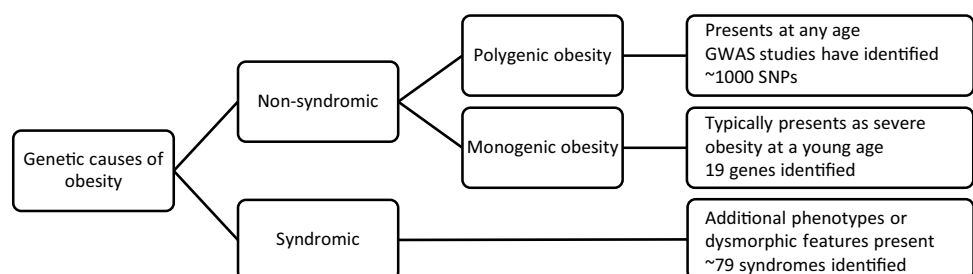 Genetic causes of
obesity
Non-syndromic
Syndromic
Polygenic obesity
Monogenic obesity
Presents at any age
GWAS studies have identified
~1000 SNPs
Typically presents as severe
obesity at a young age
19 genes identified
Additional phenotypes or
dysmorphic features present
~79 syndromes identified